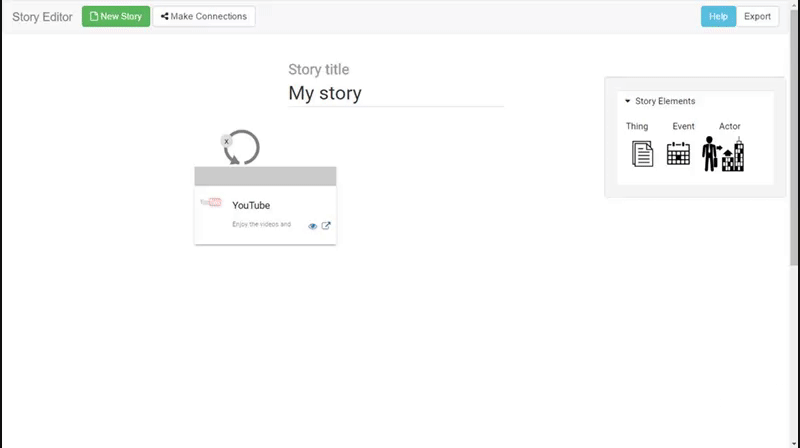 Story Editor
New Story
Make Connections
Help
Export
Story title
My story
Story Elements
Thing Event Actor
x
YouTube
Enjoy the videos and